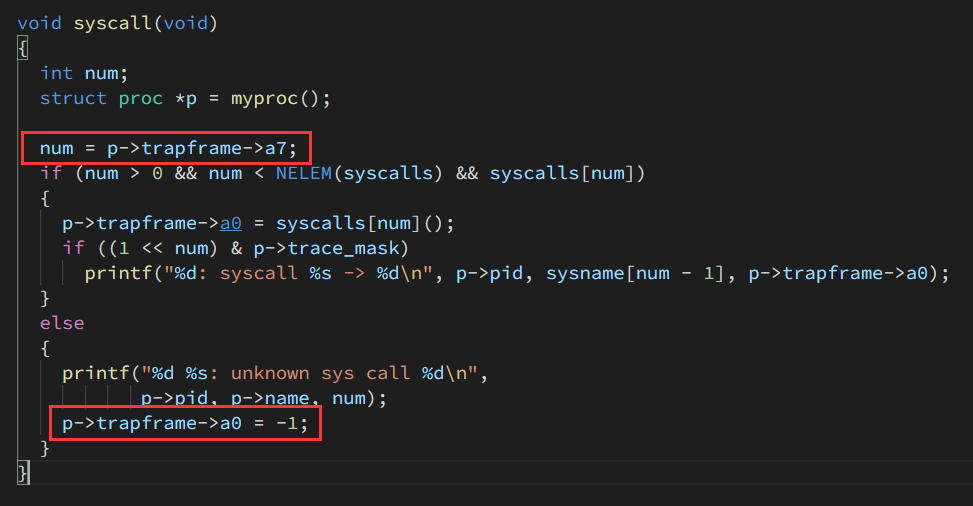 void syscall(void)
{
  int num;
  struct proc *p = myproc();

  num = p->trapframe->a7;
  if (num > 0 && num < NELEM(syscalls) && syscalls[num])
  {
    p->trapframe->a0 = syscalls[num]();
    if ((1 << num) & p->trace_mask)
      printf("%d: syscall %s -> %d\n", p->pid, sysname[num - 1], p->trapframe->a0);
  }
  else
  {
    printf("%d %s: unknown sys call %d\n",
           p->pid, p->name, num);
    p->trapframe->a0 = -1;
  }
}